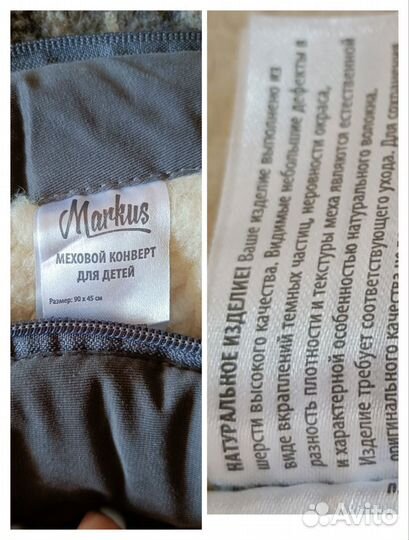 Markus
МЕХОВОЙ КОНВЕРТ
ДЛЯ ДЕТЕЙ
Размер: 90 х 45 см
НАТУРАЛЬНОЕ ИЗДЕЛИЕ! Ваше изделие выполнено из
шерсти высокого качества. Видимые небольшие дефекты в
виде вкраплений темных частиц, неровности окраса,
разность плотности и текстуры меха являются естественной
и характерной особенностью натурального волокна.
Изделие требует соответствующего ухода. Для сохранения
оригинального качества не
Avito